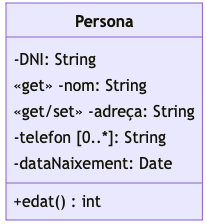 Persona
-DNI: String
«get» -nom: String
«get/set» -adreça: String
-telefon [0..*]: String
-dataNaixement: Date
+edat() : int